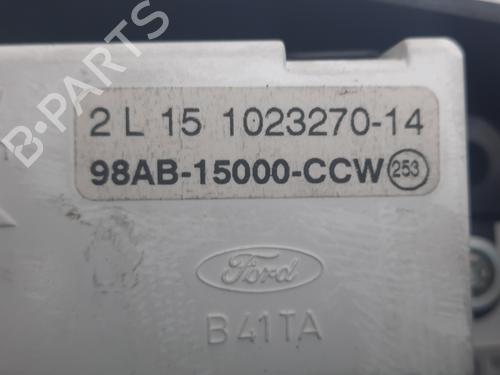 B-PARTS
2 L 15 1023270-14
98AB-15000-CCW 253
Ford
B41TA